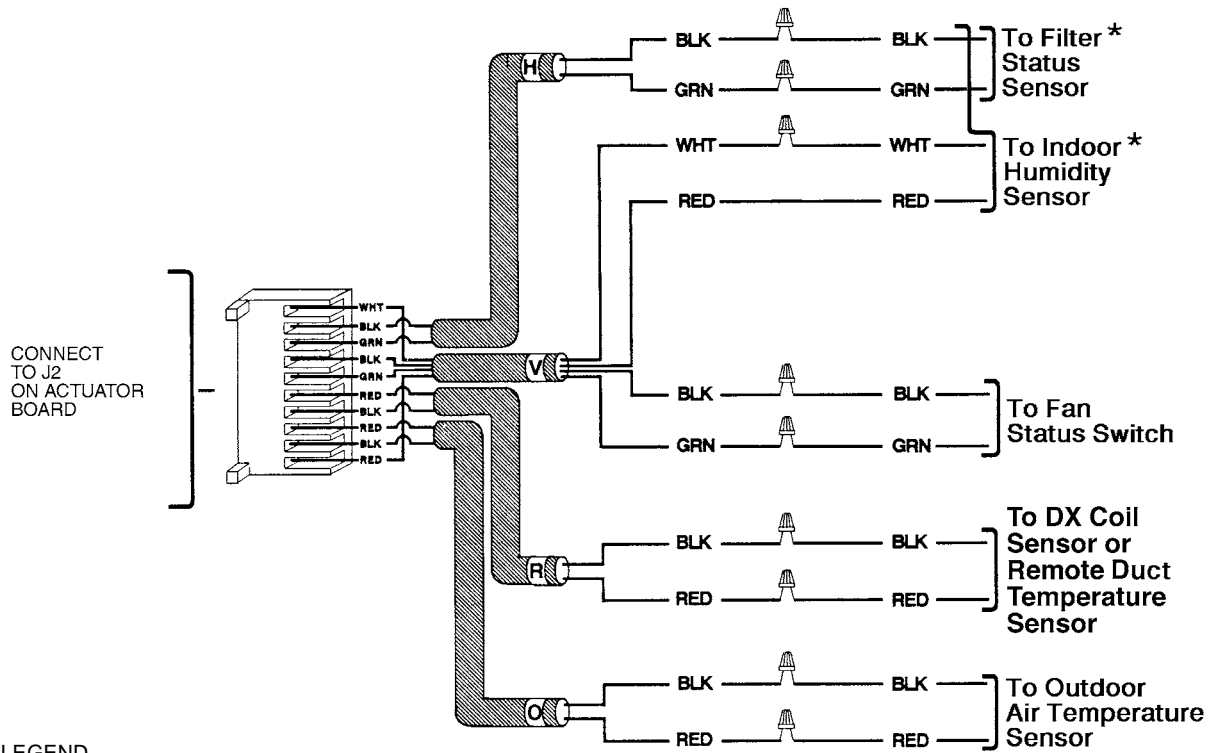 CONNECT
TO J2
ON ACTUATOR
BOARD
WHT
BLK
GRN
BLK
GRN
RED
BLK
RED
BLK
RED
H
BLK BLK
GRN GRN
To Filter *
Status
Sensor
V
WHT WHT
RED RED
To Indoor *
Humidity
Sensor
BLK BLK
GRN GRN
To Fan
Status Switch
R
BLK BLK
RED RED
To DX Coil
Sensor or
Remote Duct
Temperature
Sensor
O
BLK BLK
RED RED
To Outdoor
Air Temperature
Sensor
LEGEND